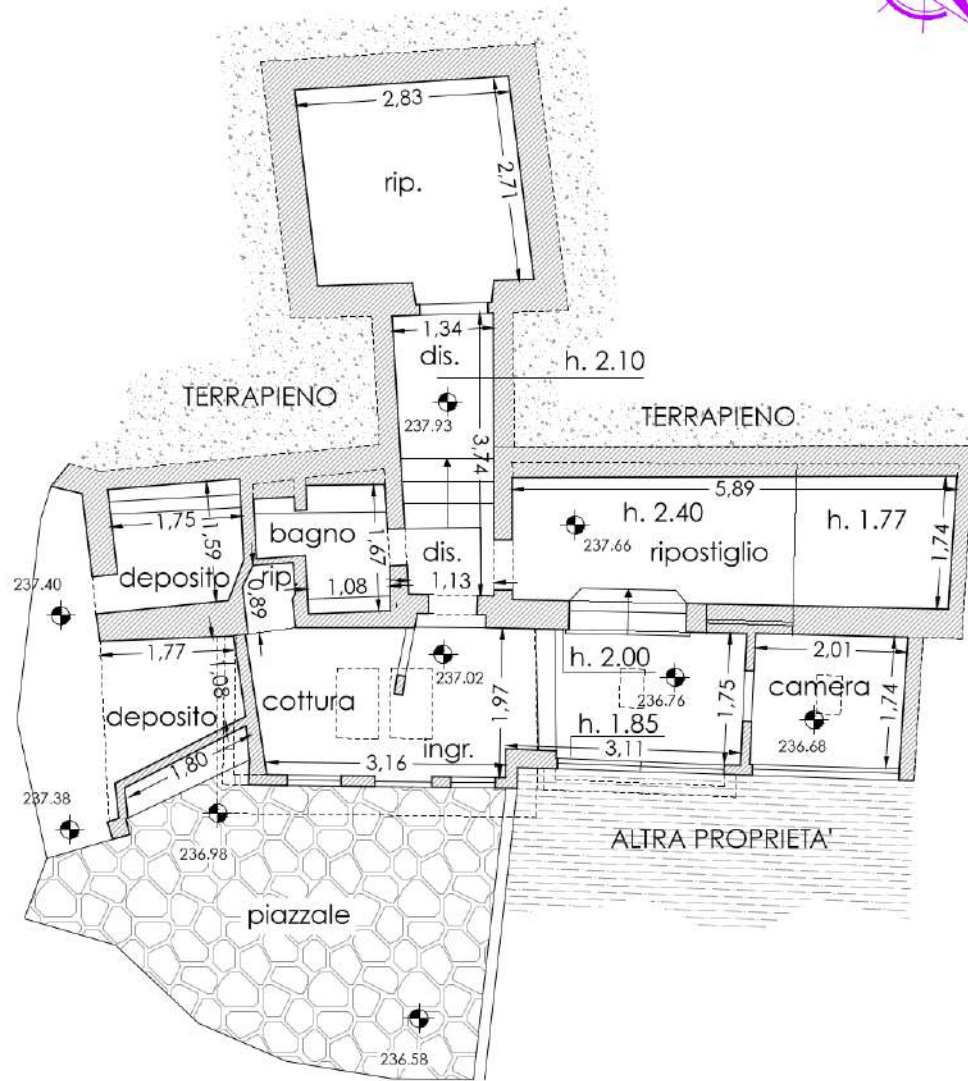 2,83
2,71
rip.
1,34
dis.
h. 2.10
TERRAPIENO
237.93
TERRAPIENO
3,74
5,89
1,75
1,59
bagno
1,67
h. 2.40
h. 1.77
1,74
237.66
ripostiglio
237.40
deposito
rip.
0,89
1,08
dis.
1,13
1,77
1,08
237.02
h. 2.00
2,01
deposito
cottura
1,97
236.76
1,75
camera
1,74
h. 1.85
236.68
1,80
3,16
ingr.
3,11
237.38
236.98
ALTRA PROPRIETA'
piazzale
236.58